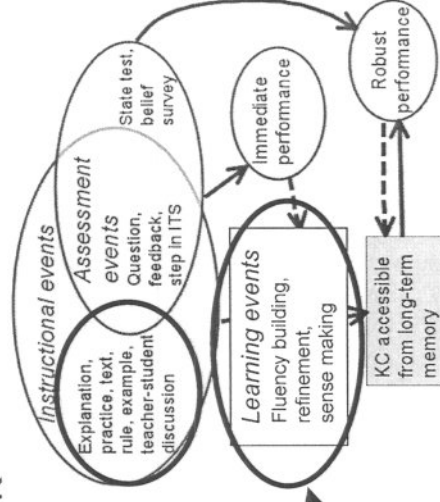 Instructional events
Explanation,
practice, text,
rule, example,
teacher-student
discussion
Assessment
events
Question,
feedback,
step in ITS
State test,
belief
survey
Learning events
Fluency building,
refinement,
sense making
Immediate
performance
KC accessible
from long-term
memory
Robust
performance